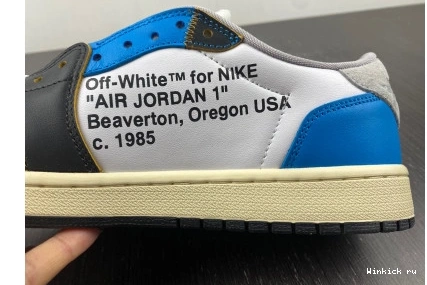 Off-White™ for NIKE
"AIR JORDAN 1"
Beaverton, Oregon USA
c. 1985
Winkick ru